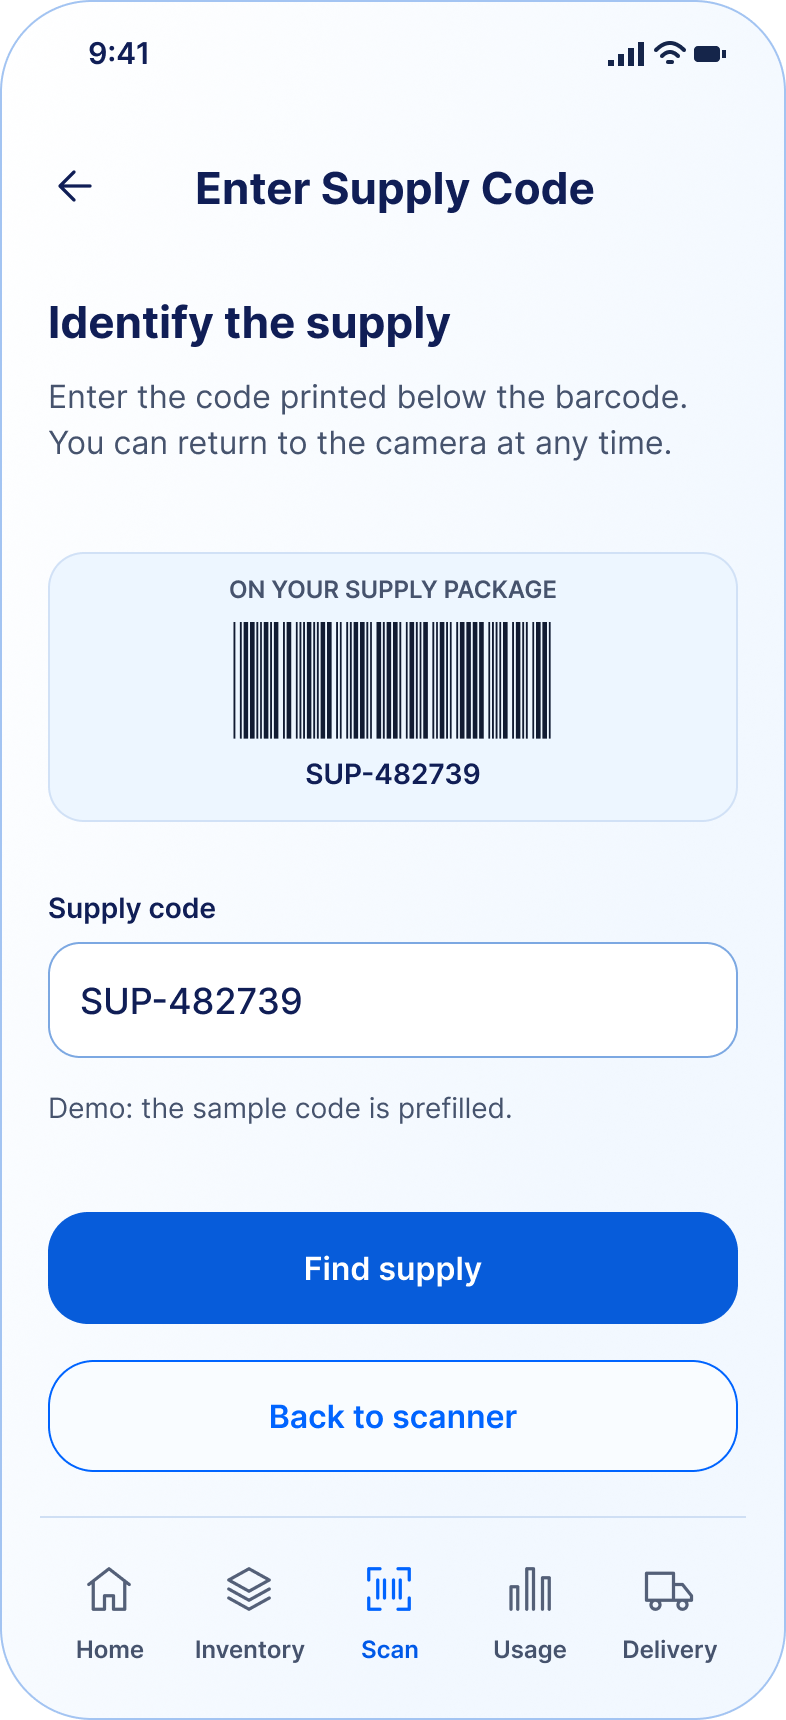 9:41
Enter Supply Code
Identify the supply
Enter the code printed below the barcode.
You can return to the camera at any time.
ON YOUR SUPPLY PACKAGE
SUP-482739
Supply code
SUP-482739
Demo: the sample code is prefilled.
Find supply
Back to scanner
Home
Inventory
Scan
Usage
Delivery